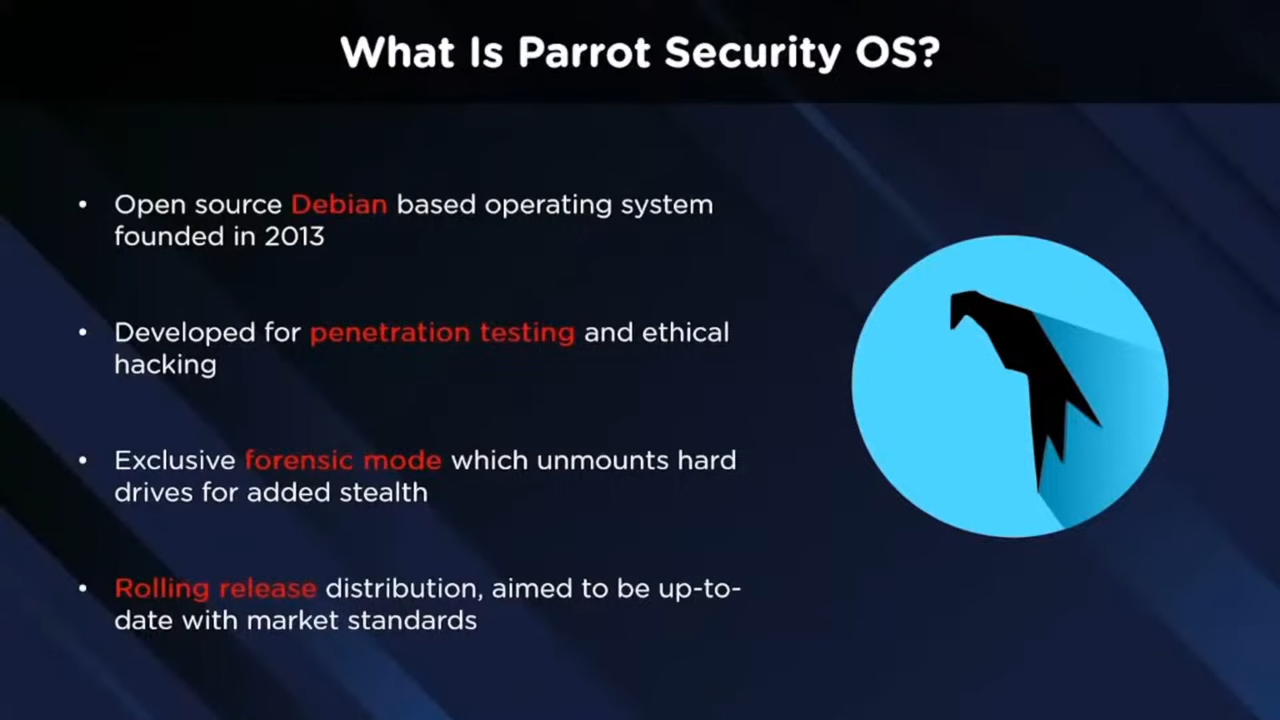 What Is Parrot Security OS?
• Open source Debian based operating system
founded in 2013
• Developed for penetration testing and ethical
hacking
• Exclusive forensic mode which unmounts hard
drives for added stealth
• Rolling release distribution, aimed to be up-to-
date with market standards